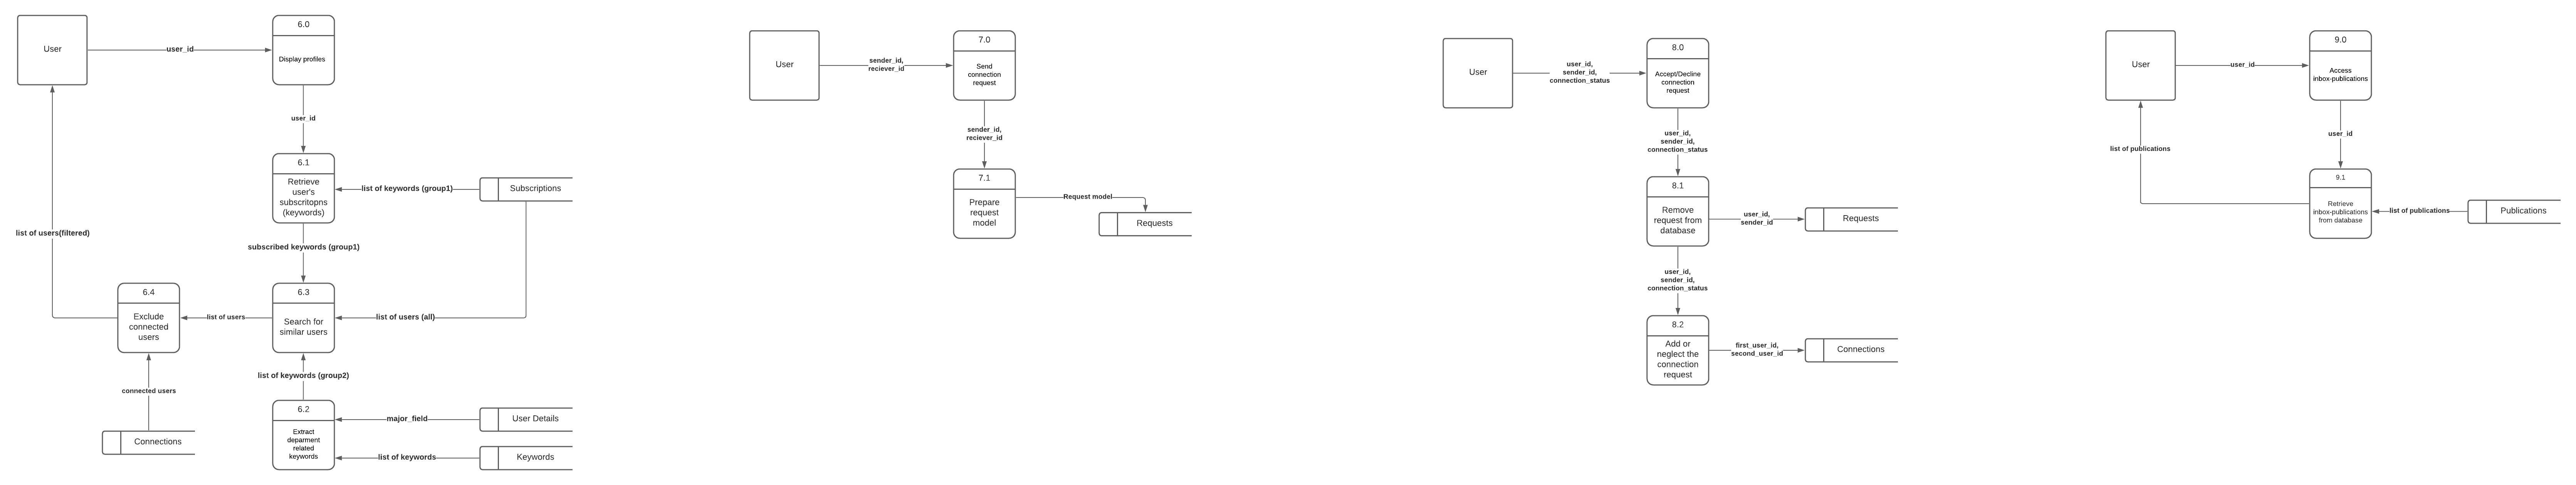 User
user_id
6.0
Display profiles
user_id
6.1
Retrieve
user's
subscritopns
(keywords)
list of keywords (group1)
Subscriptions
list of users(filtered)
subscribed keywords (group1)
6.4
Exclude
connected
users
list of users
6.3
Search for
similar users
list of users (all)
list of keywords (group2)
connected users
Connections
6.2
Extract
deparment
related
keywords
major_field
User Details
list of keywords
Keywords
User
sender_id,
reciever_id
7.0
Send
connection
request
sender_id,
reciever_id
7.1
Prepare
request
model
Request model
Requests
User
user_id,
sender_id,
connection_status
8.0
Accept/Decline
connection
request
user_id,
sender_id,
connection_status
8.1
Remove
request from
database
user_id,
sender_id
Requests
user_id,
sender_id,
connection_status
8.2
Add or
neglect the
connection
request
first_user_id,
second_user_id
Connections
User
user_id
9.0
Access
inbox-publications
user_id
list of publications
9.1
Retrieve
inbox-publications
from database
list of publications
Publications